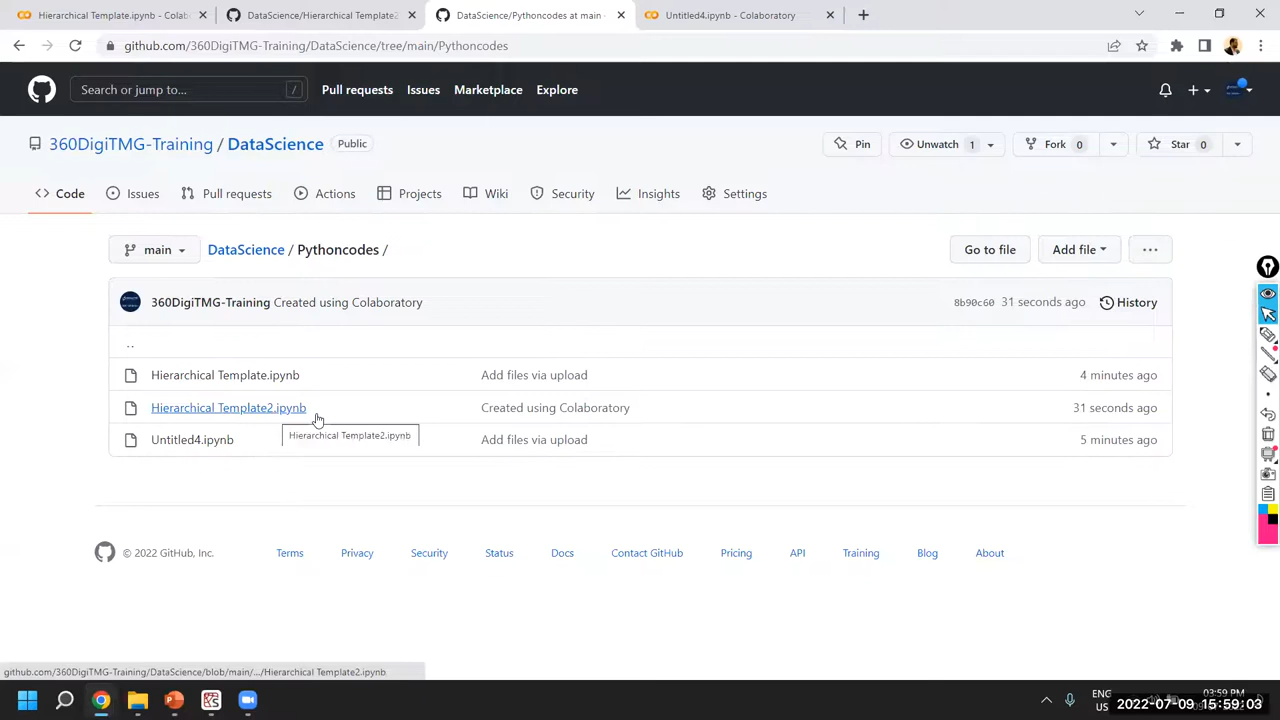 Hierarchical Template.ipynb - Colab
DataScience/Hierarchical Template2
DataScience/Pythoncodes at main
Untitled4.ipynb - Colaboratory
github.com/360DigiTMG-Training/DataScience/tree/main/Pythoncodes
Search or jump to...
/
Pull requests
Issues
Marketplace
Explore
360DigiTMG-Training / DataScience
Public
Pin
Unwatch 1
Fork 0
Star 0
Code
Issues
Pull requests
Actions
Projects
Wiki
Security
Insights
Settings
main
DataScience / Pythoncodes /
Go to file
Add file
360DigiTMG-Training Created using Colaboratory
8b90c60 31 seconds ago
History
..
Hierarchical Template.ipynb
Add files via upload
4 minutes ago
Hierarchical Template2.ipynb
Created using Colaboratory
31 seconds ago
Hierarchical Template2.ipynb
Untitled4.ipynb
Add files via upload
5 minutes ago
© 2022 GitHub, Inc.
Terms
Privacy
Security
Status
Docs
Contact GitHub
Pricing
API
Training
Blog
About
github.com/360DigiTMG-Training/DataScience/blob/main/.../Hierarchical Template2.ipynb
ENG
US
03:59 PM
2022-07-09 15:59:03